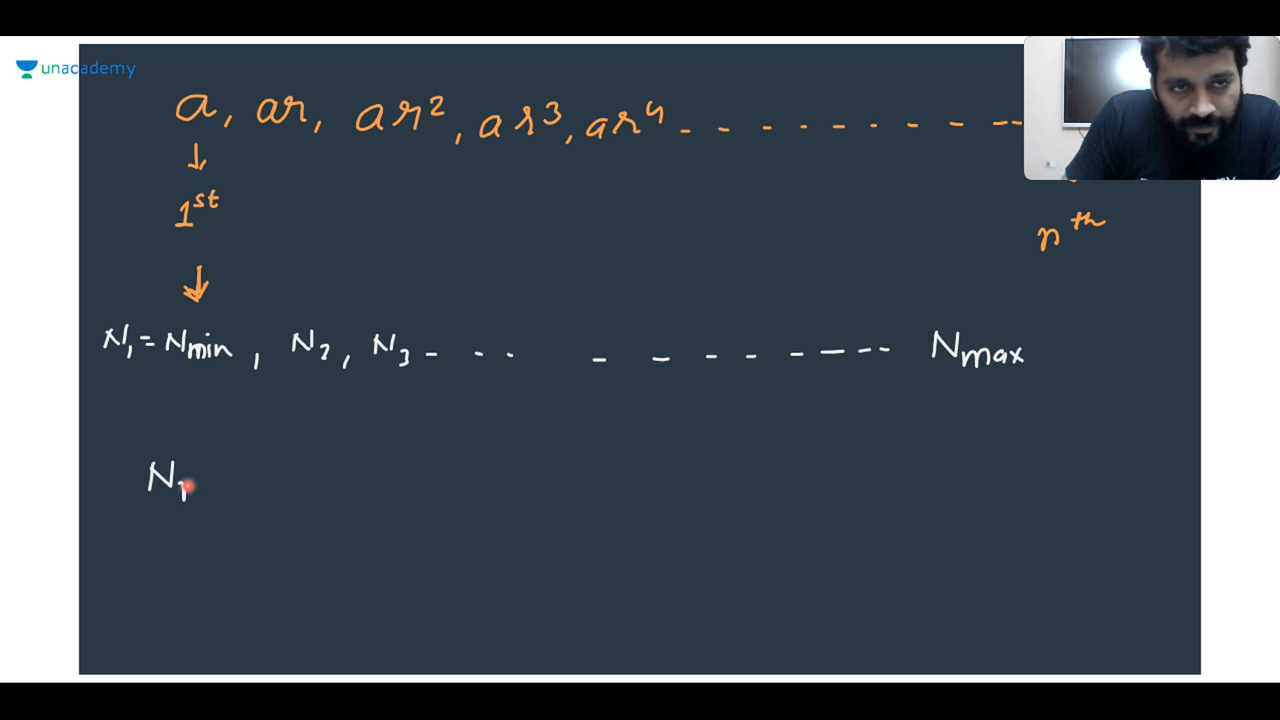 unacademy
a, ar, ar², ar³, ar⁴ - - - - - - - - - --
1st
nth
N₁ = Nmin, N₂, N₃ - - - - - - - - - - - Nmax
N₁